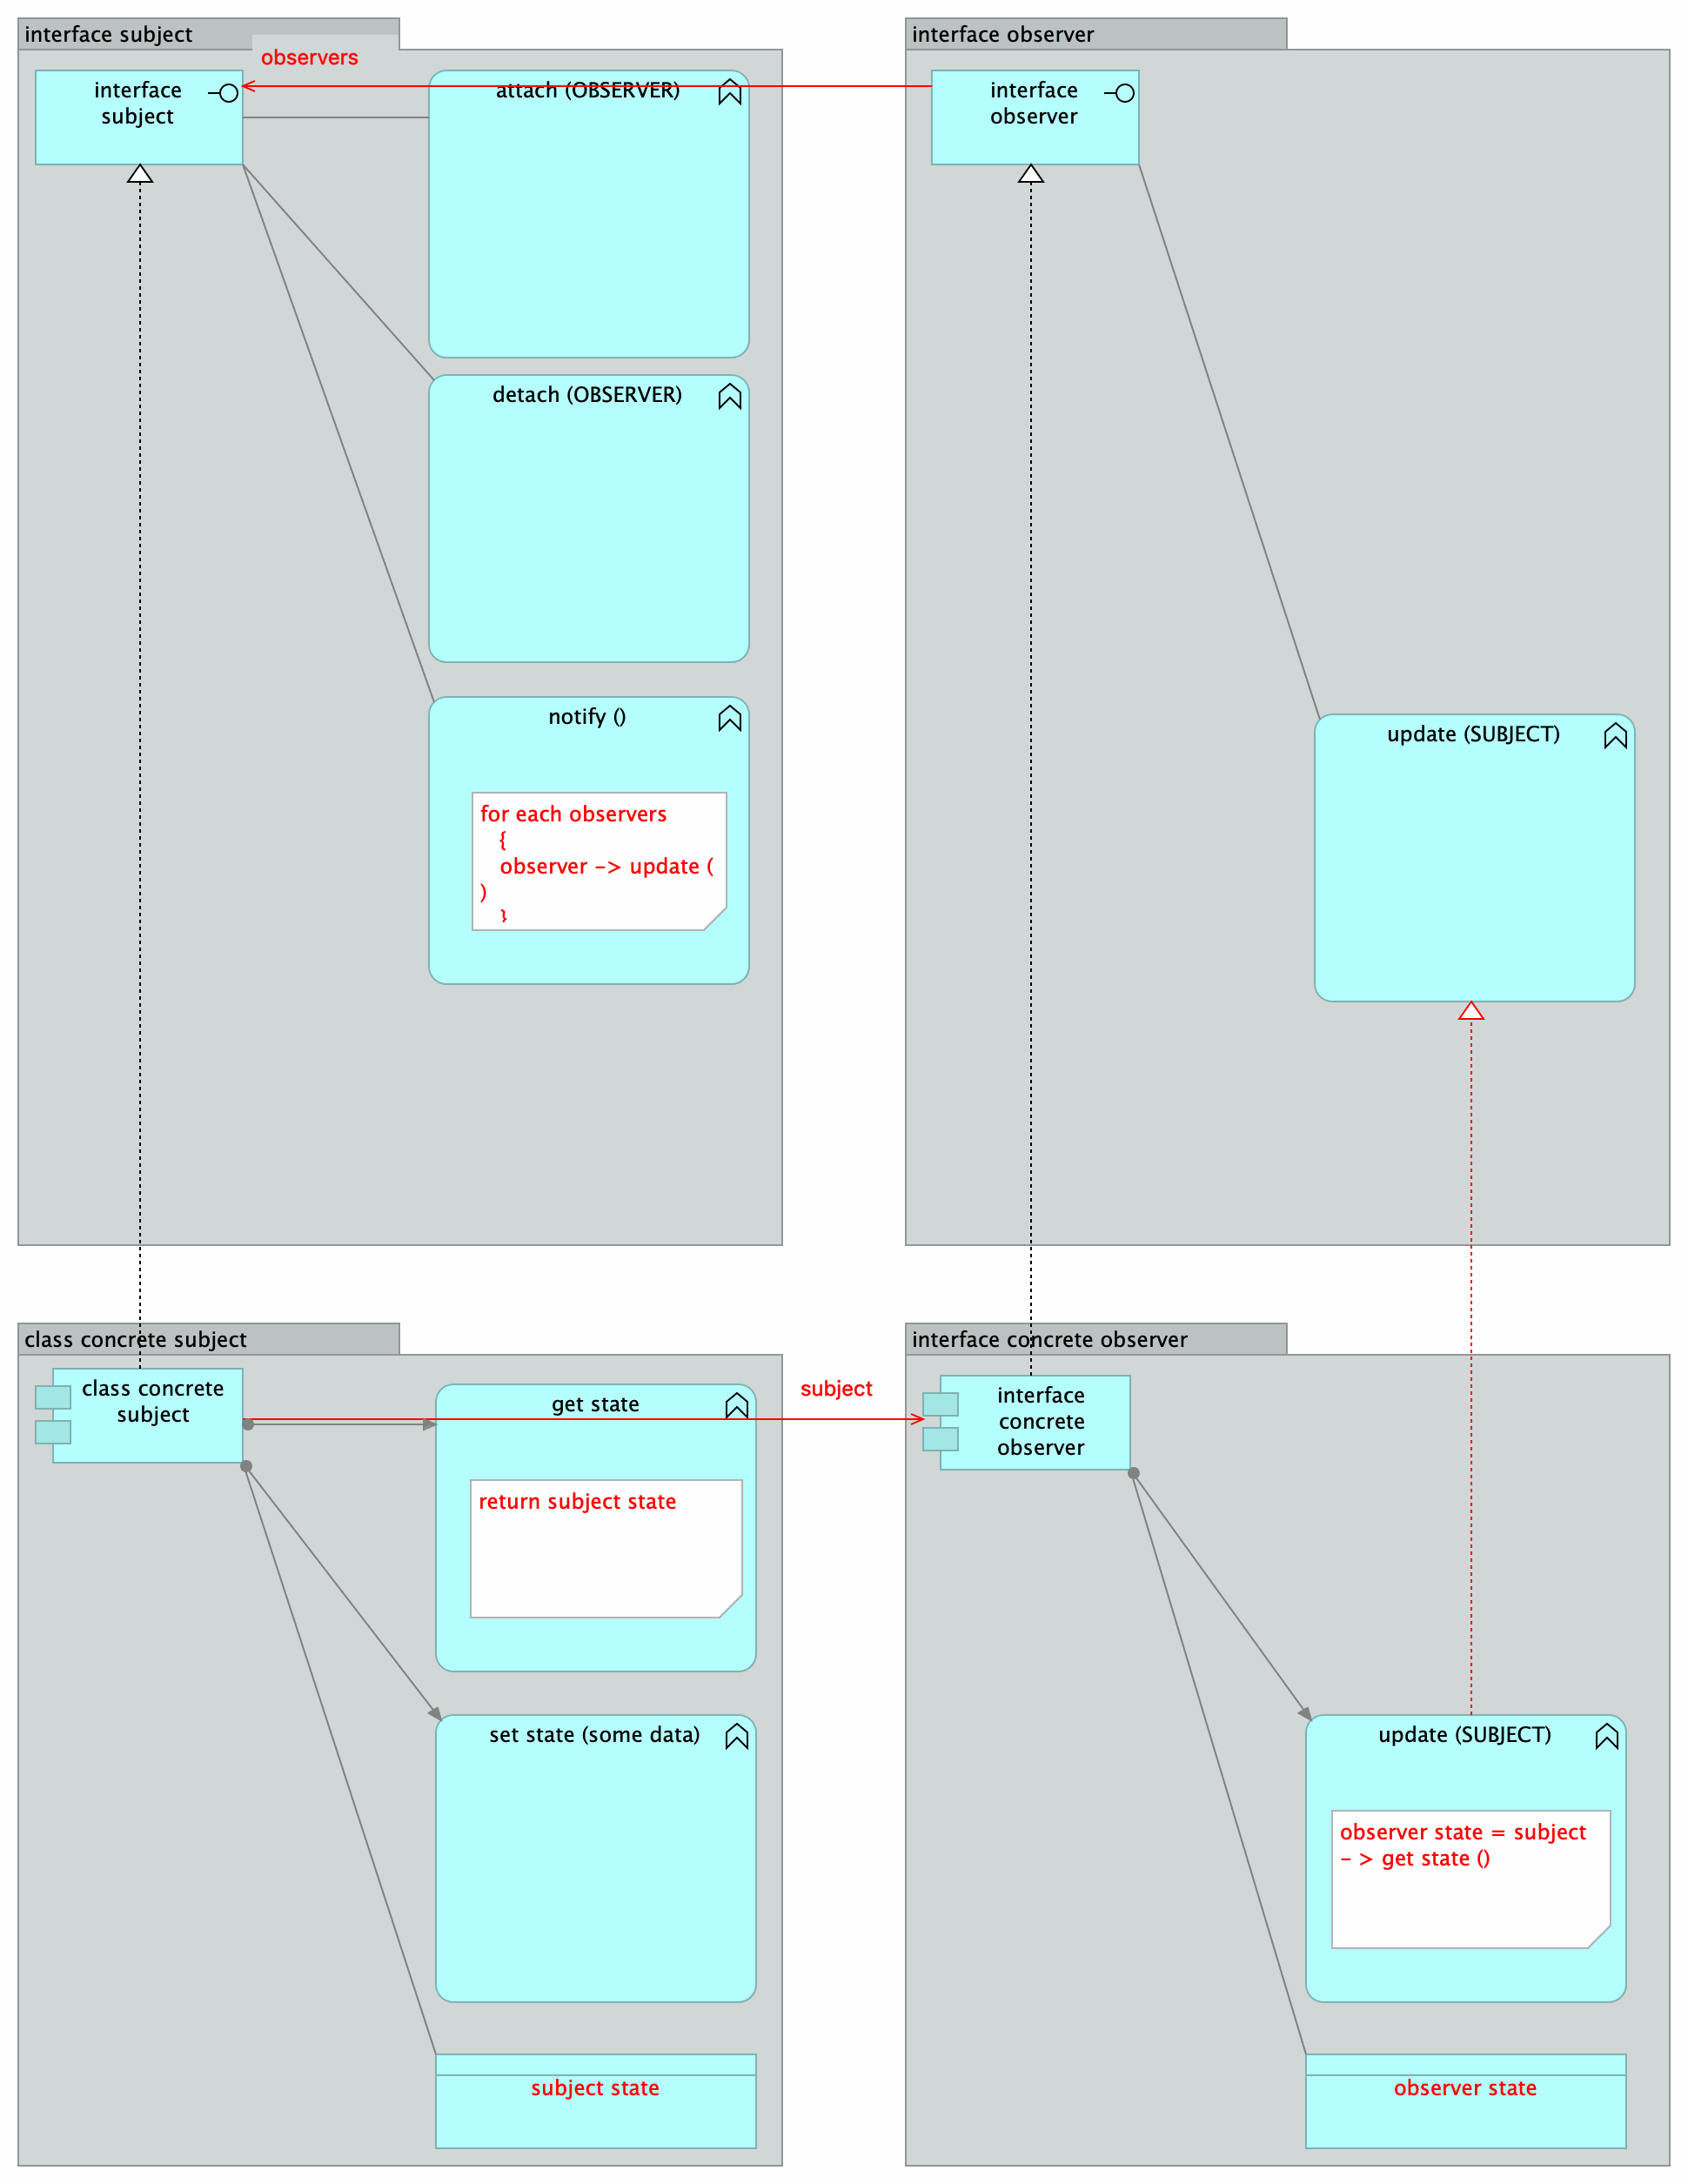 interface subject
observers
interface
subject
attach (OBSERVER)
detach (OBSERVER)
notify ()
for each observers
{
observer -> update (
)
}
interface observer
interface
observer
update (SUBJECT)
class concrete subject
class concrete
subject
get state
return subject state
set state (some data)
subject state
subject
interface concrete observer
interface
concrete
observer
update (SUBJECT)
observer state = subject
- > get state ()
observer state